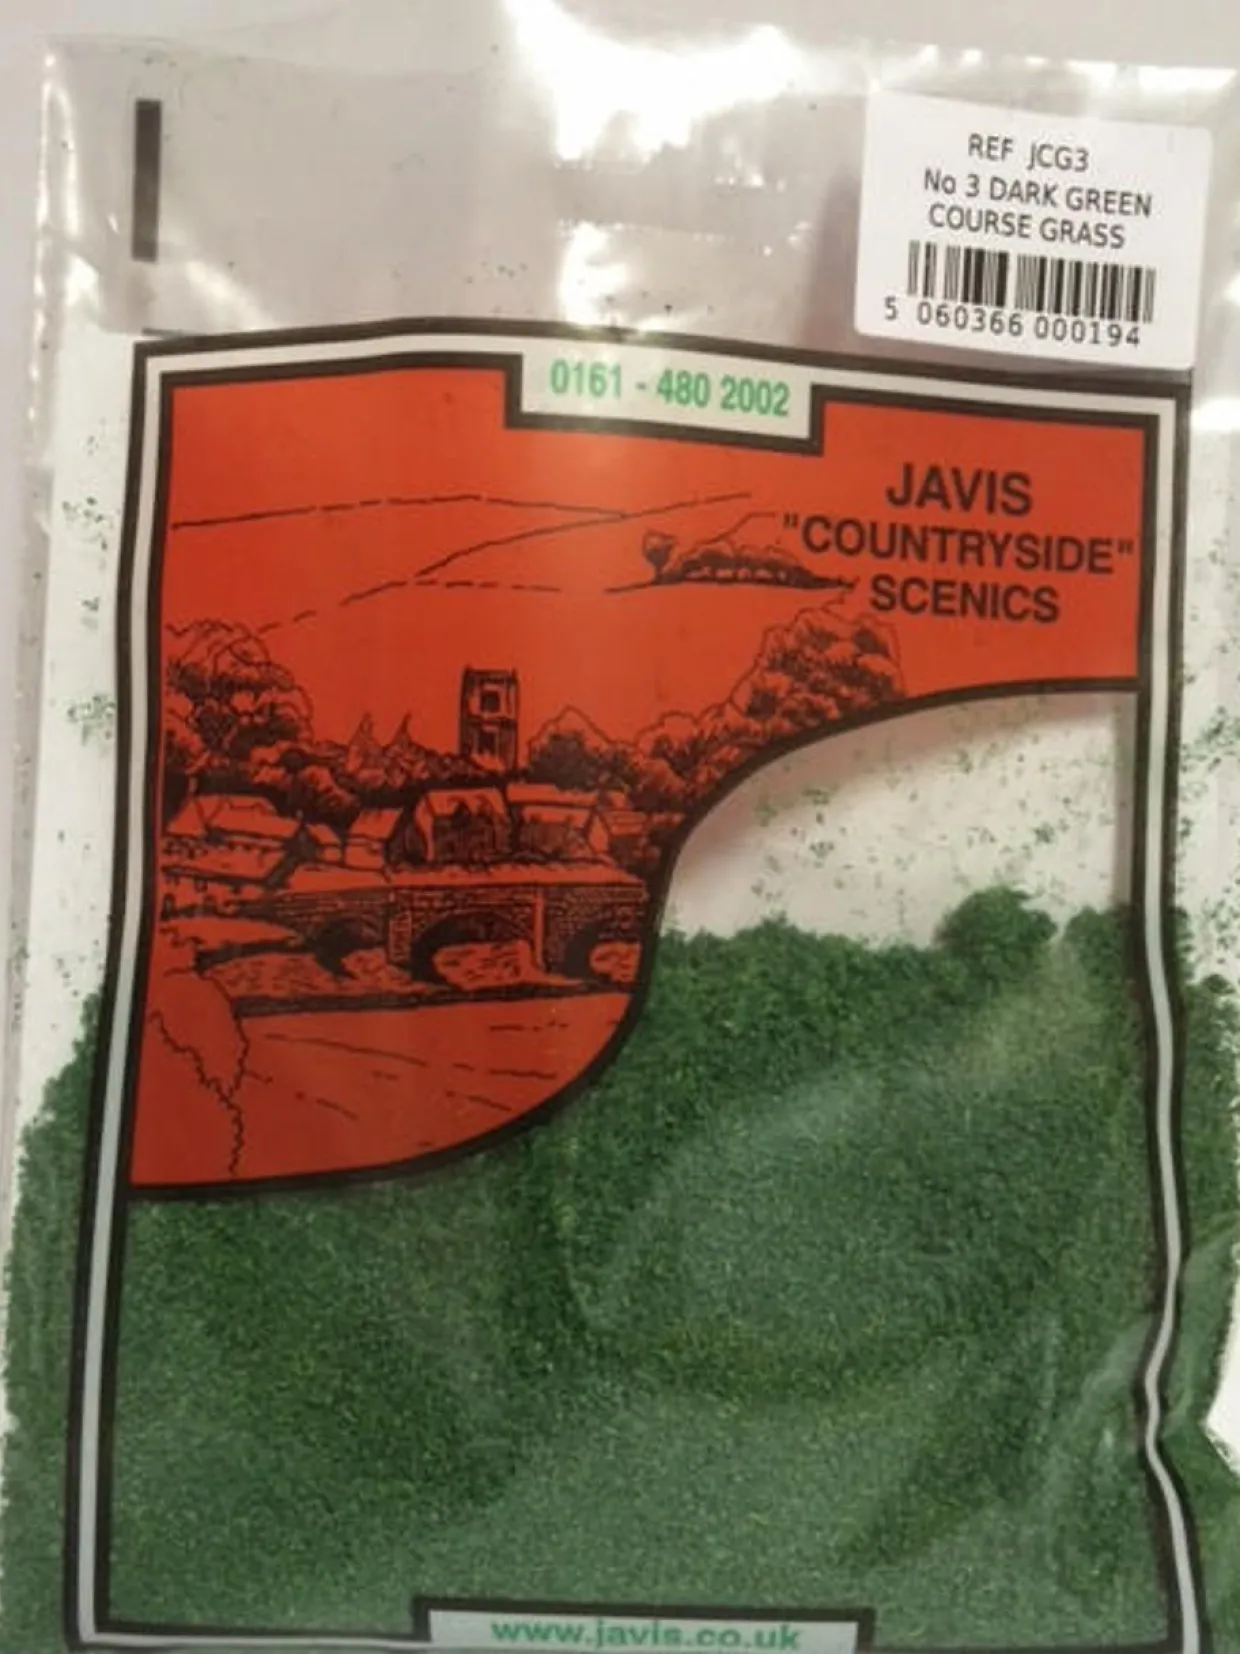 REF JCG3
No 3 DARK GREEN
COURSE GRASS
5 060366 000194
0161 - 480 2002
JAVIS
"COUNTRYSIDE"
SCENICS
www.javis.co.uk